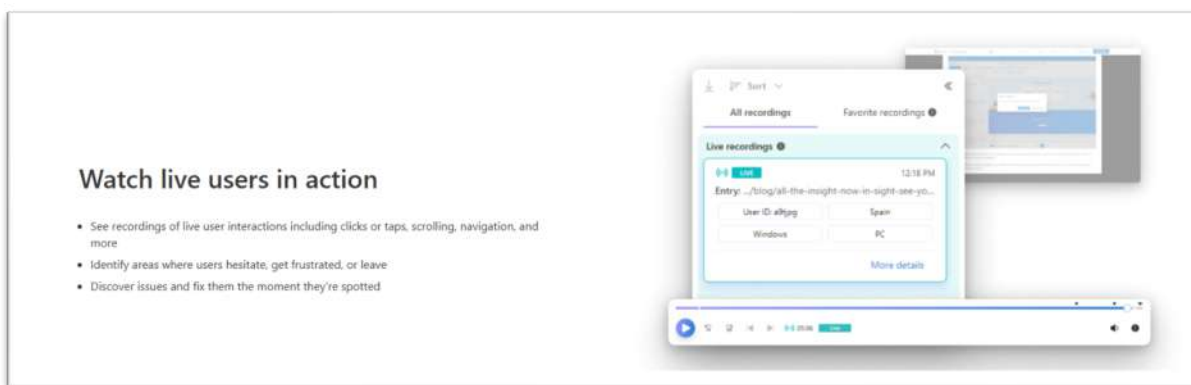 Watch live users in action
See recordings of live user interactions including clicks or taps, scrolling, navigation, and
more
Identify areas where users hesitate, get frustrated, or leave
Discover issues and fix them the moment they're spotted
Sort
All recordings
Favorite recordings
Live recordings
Live
12:18 PM
Entry: .../blog/all-the-insight-now-in-sight-see-yo...
User ID:
Spain
Windows
PC
More details
Live